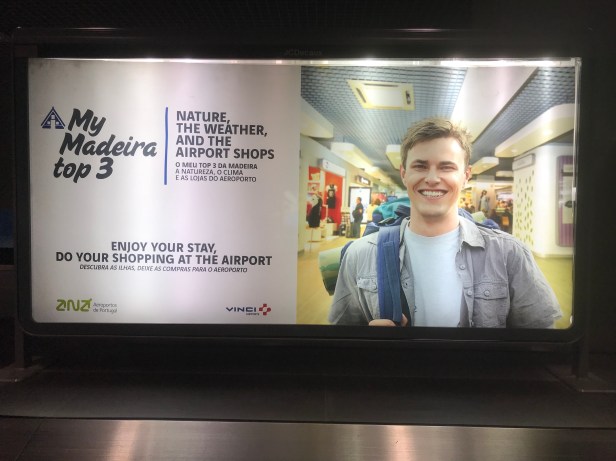 My
Madeira
top 3
NATURE,
THE WEATHER,
AND THE
AIRPORT SHOPS
O MEU TOP 3 DA MADEIRA
A NATUREZA, O CLIMA
E AS LOJAS DO AEROPORTO
ENJOY YOUR STAY,
DO YOUR SHOPPING AT THE AIRPORT
DESCUBRA AS ILHAS, DEIXE AS COMPRAS PARA O AEROPORTO
ANA Aeroportos
de Portugal
VINCI
AIRPORTS